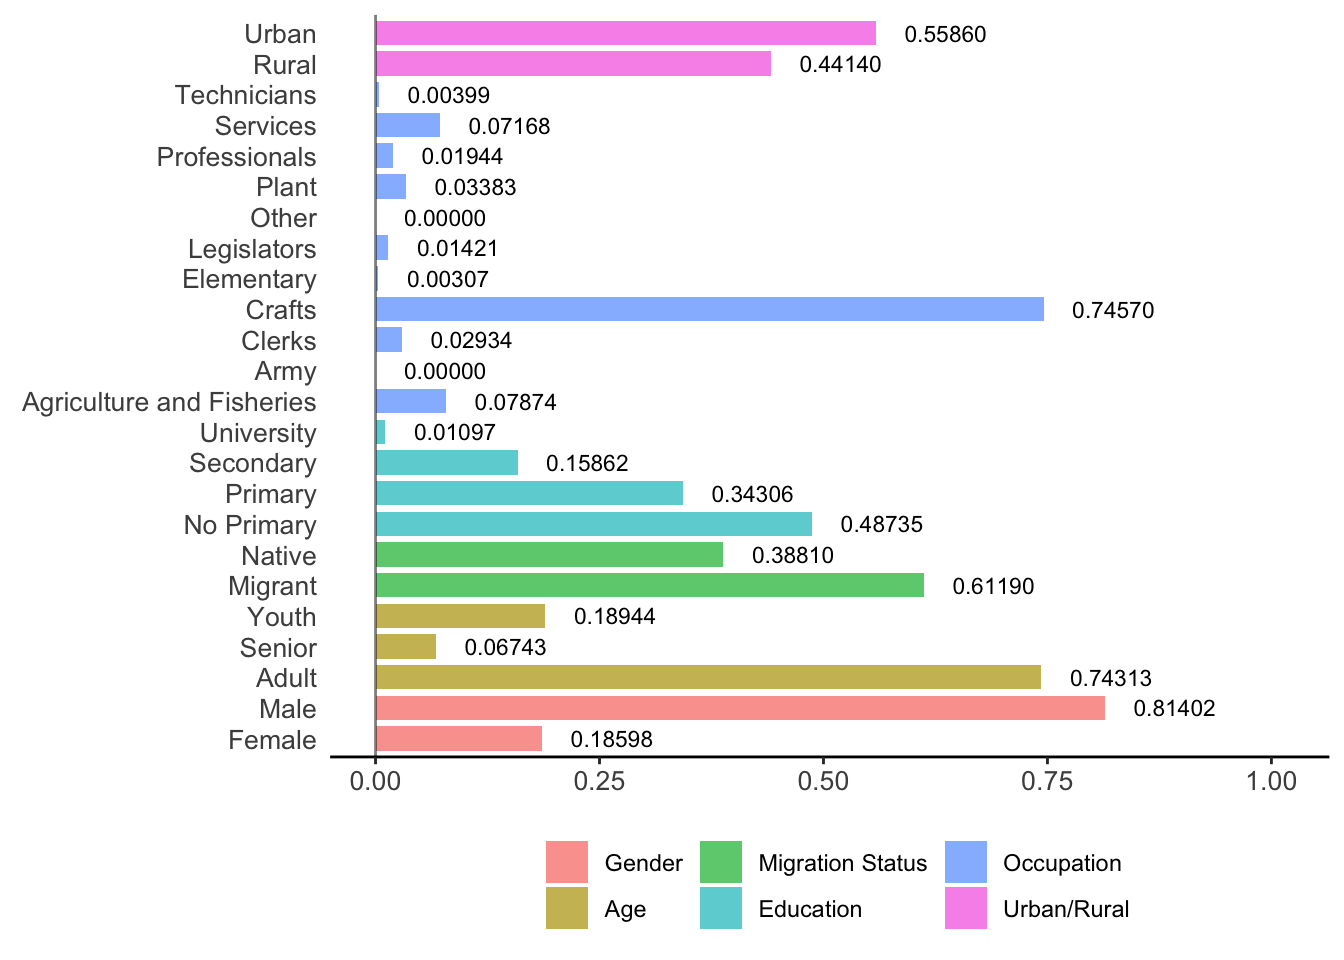 Urban 0.55860
Rural 0.44140
Technicians 0.00399
Services 0.07168
Professionals 0.01944
Plant 0.03383
Other 0.00000
Legislators 0.01421
Elementary 0.00307
Crafts 0.74570
Clerks 0.02934
Army 0.00000
Agriculture and Fisheries 0.07874
University 0.01097
Secondary 0.15862
Primary 0.34306
No Primary 0.48735
Native 0.38810
Migrant 0.61190
Youth 0.18944
Senior 0.06743
Adult 0.74313
Male 0.81402
Female 0.18598
0.00 0.25 0.50 0.75 1.00
Gender Migration Status Occupation
Age Education Urban/Rural